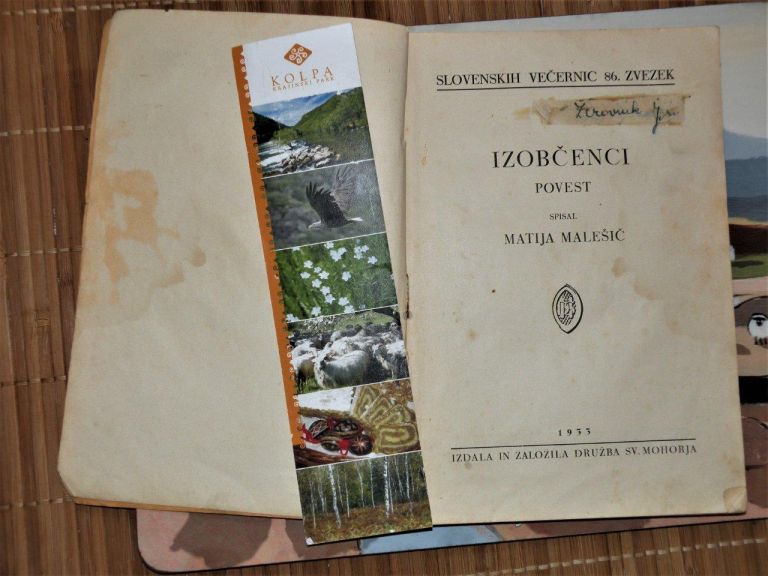 KOLPA
KRAJINSKI PARK
SLOVENSKIH VEČERNIC 86. ZVEZEK
IZOBČENCI
POVEST
SPISAL
MATIJA MALEŠIČ
1933
IZDALA IN ZALOŽILA DRUŽBA SV. MOHORJA